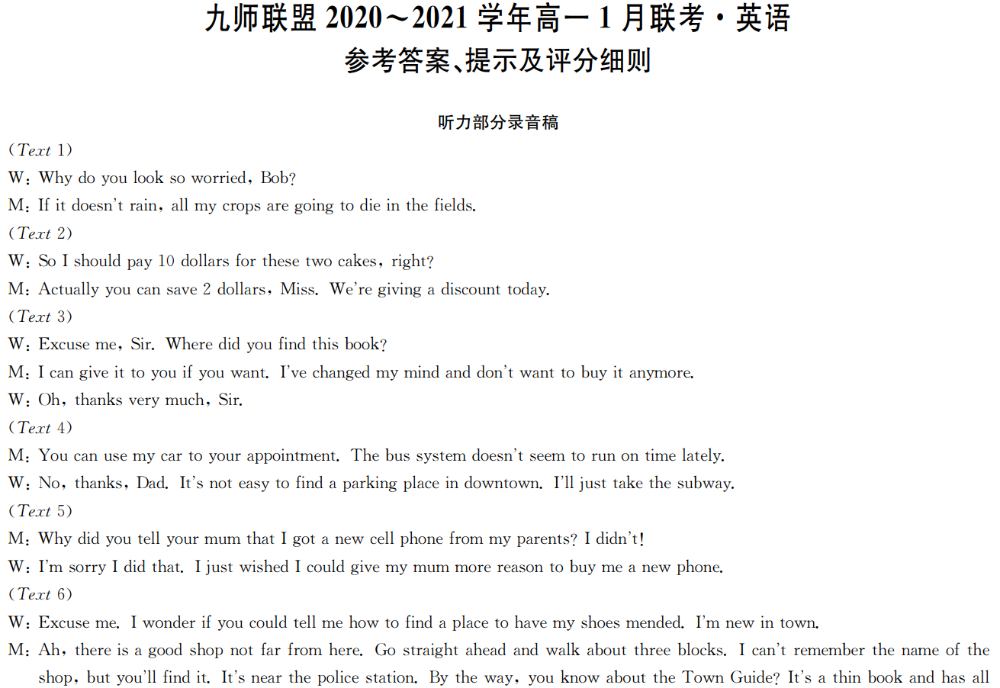 九师联盟 2020～2021 学年高一 1 月联考·英语
参考答案、提示及评分细则
听力部分录音稿
(Text 1)
W: Why do you look so worried, Bob?
M: If it doesn't rain, all my crops are going to die in the fields.
(Text 2)
W: So I should pay 10 dollars for these two cakes, right?
M: Actually you can save 2 dollars, Miss. We're giving a discount today.
(Text 3)
W: Excuse me, Sir. Where did you find this book?
M: I can give it to you if you want. I've changed my mind and don't want to buy it anymore.
W: Oh, thanks very much, Sir.
(Text 4)
M: You can use my car to your appointment. The bus system doesn't seem to run on time lately.
W: No, thanks, Dad. It's not easy to find a parking place in downtown. I'll just take the subway.
(Text 5)
M: Why did you tell your mum that I got a new cell phone from my parents? I didn't!
W: I'm sorry I did that. I just wished I could give my mum more reason to buy me a new phone.
(Text 6)
W: Excuse me. I wonder if you could tell me how to find a place to have my shoes mended. I'm new in town.
M: Ah, there is a good shop not far from here. Go straight ahead and walk about three blocks. I can't remember the name of the
shop, but you'll find it. It's near the police station. By the way, you know about the Town Guide? It's a thin book and has all